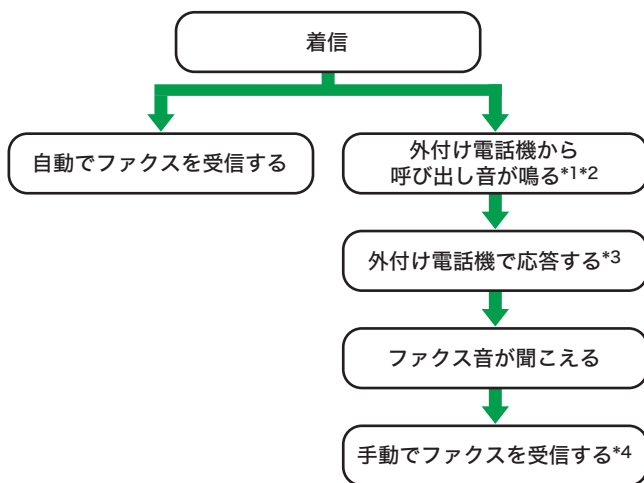 着信
自動でファクスを受信する
外付け電話機から
呼び出し音が鳴る*1*2
外付け電話機で応答する*3
ファクス音が聞こえる
手動でファクスを受信する*4